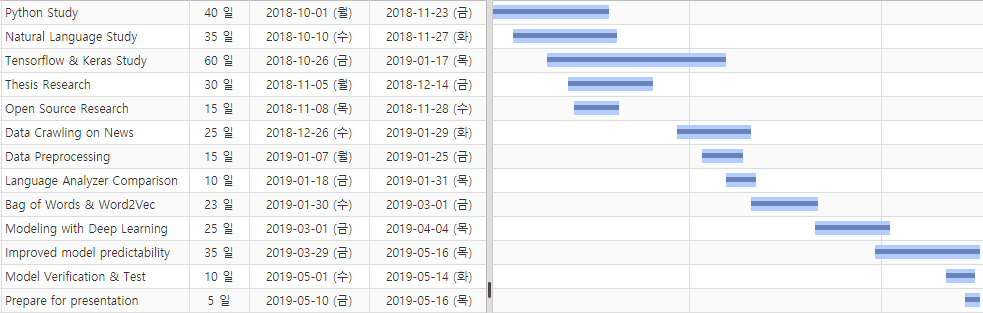 Python Study 40 일 2018-10-01 (월) 2018-11-23 (금)
Natural Language Study 35 일 2018-10-10 (수) 2018-11-27 (화)
Tensorflow & Keras Study 60 일 2018-10-26 (금) 2019-01-17 (목)
Thesis Research 30 일 2018-11-05 (월) 2018-12-14 (금)
Open Source Research 15 일 2018-11-08 (목) 2018-11-28 (수)
Data Crawling on News 25 일 2018-12-26 (수) 2019-01-29 (화)
Data Preprocessing 15 일 2019-01-07 (월) 2019-01-25 (금)
Language Analyzer Comparison 10 일 2019-01-18 (금) 2019-01-31 (목)
Bag of Words & Word2Vec 23 일 2019-01-30 (수) 2019-03-01 (금)
Modeling with Deep Learning 25 일 2019-03-01 (금) 2019-04-04 (목)
Improved model predictability 35 일 2019-03-29 (금) 2019-05-16 (목)
Model Verification & Test 10 일 2019-05-01 (수) 2019-05-14 (화)
Prepare for presentation 5 일 2019-05-10 (금) 2019-05-16 (목)